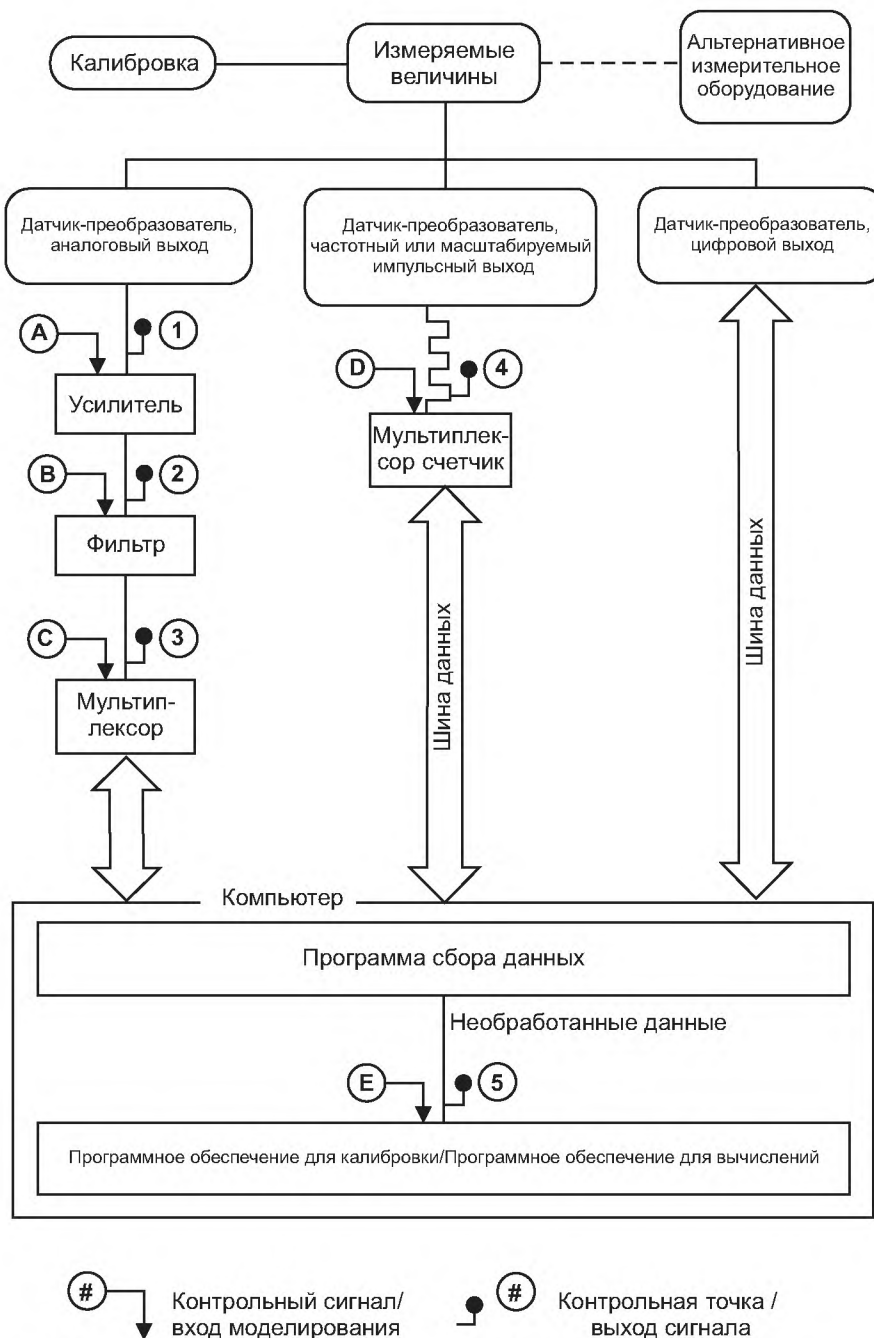 Калибровка
Измеряемые
величины
Альтернативное
измерительное
оборудование
Датчик-преобразователь,
аналоговый выход
Датчик-преобразователь,
частотный или масштабируемый
импульсный выход
Датчик-преобразователь,
цифровой выход
A
1
Усилитель
D
4
Мультиплек-
сор счетчик
B
2
Фильтр
C
3
Мультип-
лексор
Шина данных
Шина данных
Компьютер
Программа сбора данных
Необработанные данные
E
5
Программное обеспечение для калибровки/Программное обеспечение для вычислений
#
Контрольный сигнал/
вход моделирования
#
Контрольная точка /
выход сигнала